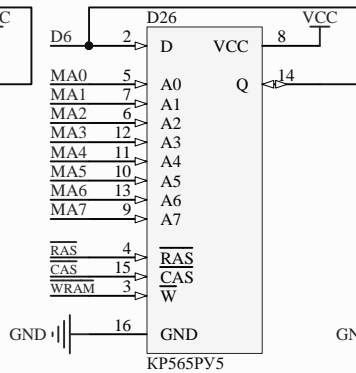 C D26 VCC
D6 2 D VCC 8
Q 14
MA0 5 A0
MA1 7 A1
MA2 6 A2
MA3 12 A3
MA4 11 A4
MA5 10 A5
MA6 13 A6
MA7 9 A7
RAS 4 RAS
CAS 15 CAS
WRAM 3 W
GND 16 GND GN
КР565РУ5